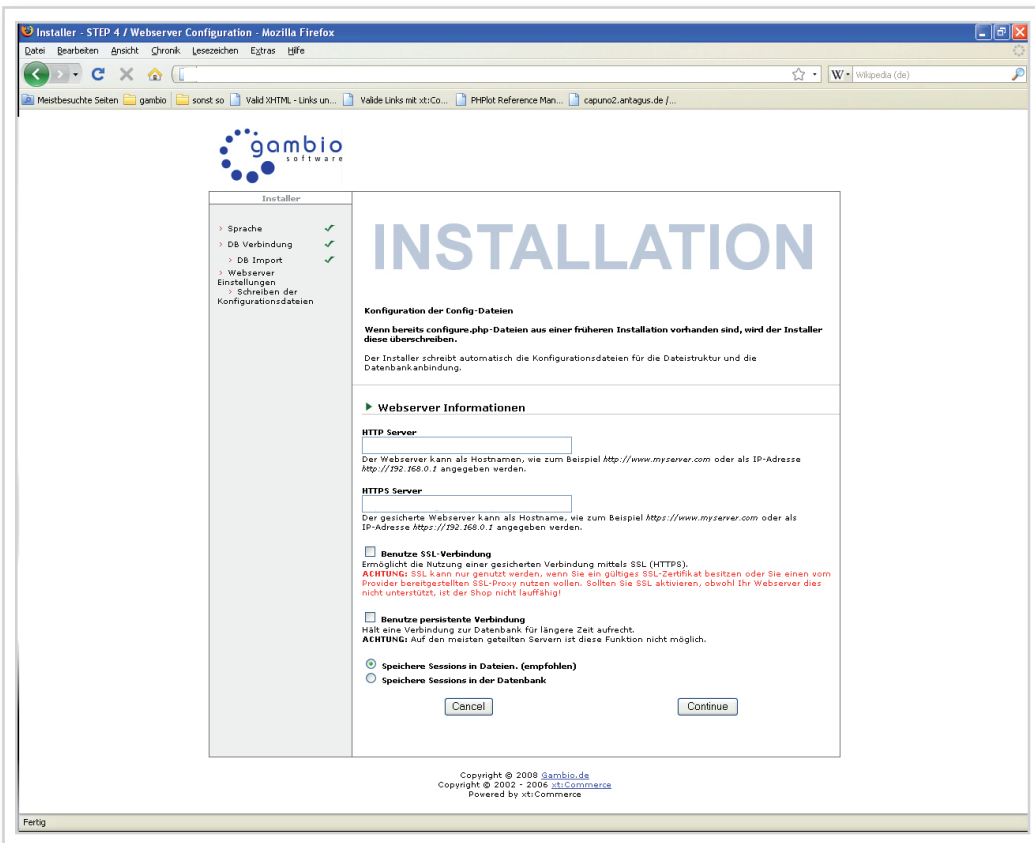 Installer - STEP 4 / Webserver Configuration - Mozilla Firefox
Datei Bearbeiten Ansicht Chronik Lesezeichen Extras Hilfe
W Wikipedia (de)
Meistbesuchte Seiten gambio sonst so Valid XHTML - Links un... Valide Links mit xt:Co... PHPlot Reference Man... capuno2.antagus.de /...
gambio
software
Installer
> Sprache
> DB Verbindung
> DB Import
> Webserver
Einstellungen
> Schreiben der
Konfigurationsdateien
INSTALLATION
Konfiguration der Config-Dateien
Wenn bereits configure.php-Dateien aus einer früheren Installation vorhanden sind, wird der Installer
diese überschreiben.
Der Installer schreibt automatisch die Konfigurationsdateien für die Dateistruktur und die
Datenbankanbindung.
Webserver Informationen
HTTP Server
Der Webserver kann als Hostnamen, wie zum Beispiel http://www.myserver.com oder als IP-Adresse
http://192.168.0.1 angegeben werden.
HTTPS Server
Der gesicherte Webserver kann als Hostname, wie zum Beispiel https://www.myserver.com oder als
IP-Adresse https://192.168.0.1 angegeben werden.
Benutze SSL-Verbindung
Ermöglicht die Nutzung einer gesicherten Verbindung mittels SSL (HTTPS).
ACHTUNG: SSL kann nur genutzt werden, wenn Sie ein gültiges SSL-Zertifikat besitzen oder Sie einen vom
Provider bereitgestellten SSL-Proxy nutzen wollen. Sollten Sie SSL aktivieren, obwohl Ihr Webserver dies
nicht unterstützt, ist der Shop nicht lauffähig!
Benutze persistente Verbindung
Hält eine Verbindung zur Datenbank für längere Zeit aufrecht.
ACHTUNG: Auf den meisten geteilten Servern ist diese Funktion nicht möglich.
Speichere Sessions in Dateien. (empfohlen)
Speichere Sessions in der Datenbank
Cancel Continue
Copyright © 2008 Gambio.de
Copyright © 2002 - 2006 xt:Commerce
Powered by xt:Commerce
Fertig